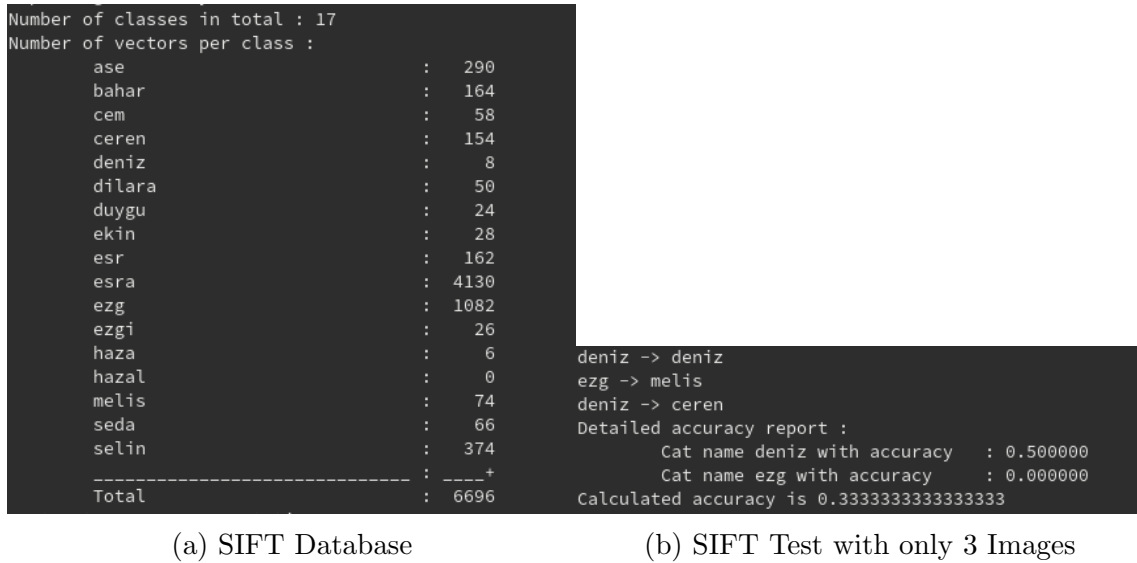 Number of classes in total : 17
Number of vectors per class :
ase : 290
bahar : 164
cem : 58
ceren : 154
deniz : 8
dilara : 50
duygu : 24
ekin : 28
esr : 162
esra : 4130
ezg : 1082
ezgi : 26
haza : 6
hazal : 0
melis : 74
seda : 66
selin : 374
______________________________ : ____+
Total : 6696
(a) SIFT Database
deniz -> deniz
ezg -> melis
deniz -> ceren
Detailed accuracy report :
Cat name deniz with accuracy : 0.500000
Cat name ezg with accuracy : 0.000000
Calculated accuracy is 0.3333333333333333
(b) SIFT Test with only 3 Images